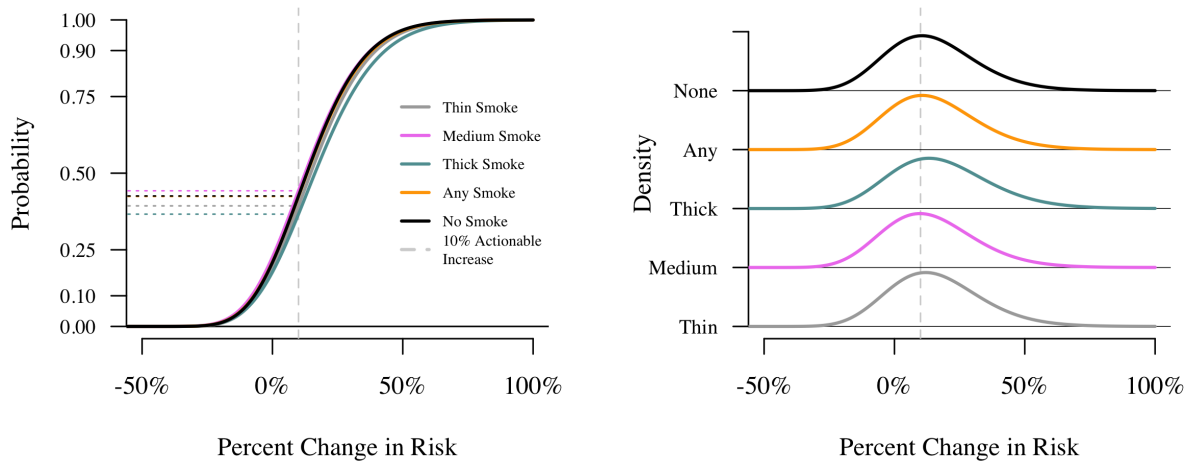 Probability
1.00
0.90
0.75
0.50
0.25
0.10
0.00
Thin Smoke
Medium Smoke
Thick Smoke
Any Smoke
No Smoke
10% Actionable
Increase
-50%
0%
50%
100%
Percent Change in Risk
Density
None
Any
Thick
Medium
Thin
-50%
0%
50%
100%
Percent Change in Risk